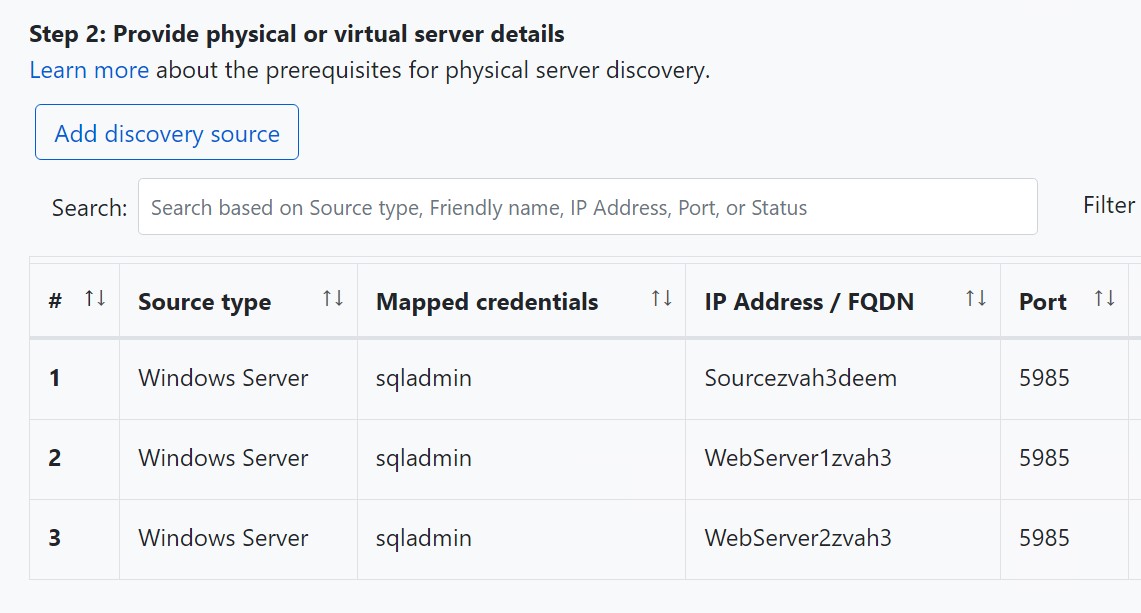 Step 2: Provide physical or virtual server details
Learn more about the prerequisites for physical server discovery.
Add discovery source
Search: Search based on Source type, Friendly name, IP Address, Port, or Status Filter
# ↑↓ Source type ↑↓ Mapped credentials ↑↓ IP Address / FQDN ↑↓ Port ↑↓
1 Windows Server sqladmin Sourcezvah3deem 5985
2 Windows Server sqladmin WebServer1zvah3 5985
3 Windows Server sqladmin WebServer2zvah3 5985